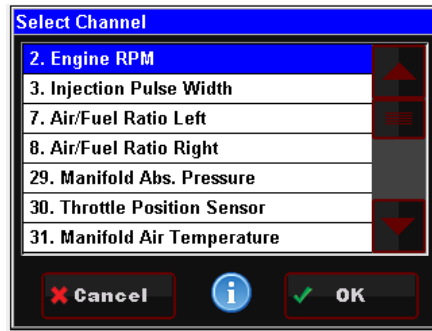 Select Channel
2. Engine RPM
3. Injection Pulse Width
7. Air/Fuel Ratio Left
8. Air/Fuel Ratio Right
29. Manifold Abs. Pressure
30. Throttle Position Sensor
31. Manifold Air Temperature
Cancel i OK